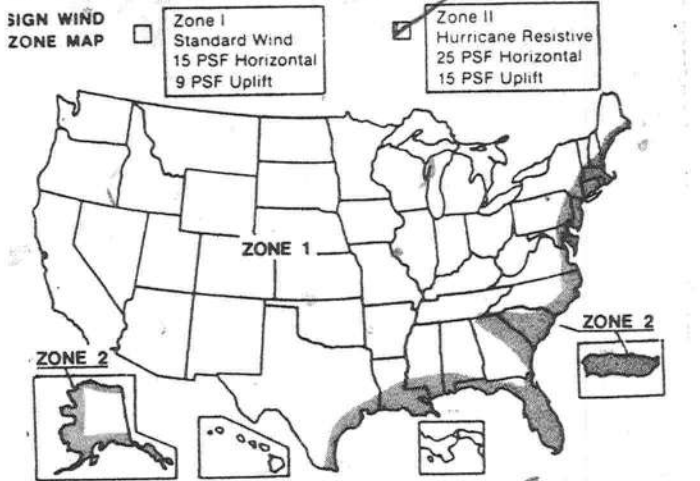 SIGN WIND
ZONE MAP
Zone I
Standard Wind
15 PSF Horizontal
9 PSF Uplift
Zone II
Hurricane Resistive
25 PSF Horizontal
15 PSF Uplift
ZONE 1
ZONE 2
ZONE 2